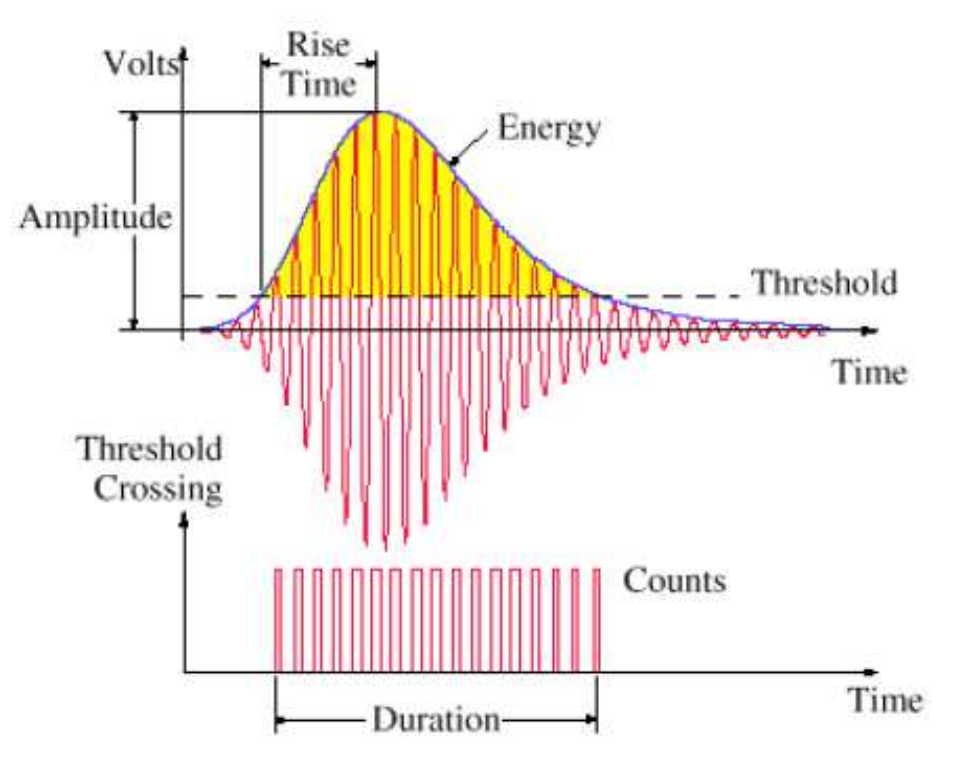 Rise
Volts
Time
Energy
Amplitude
Threshold
Time
Threshold
Crossing
Counts
Time
Duration